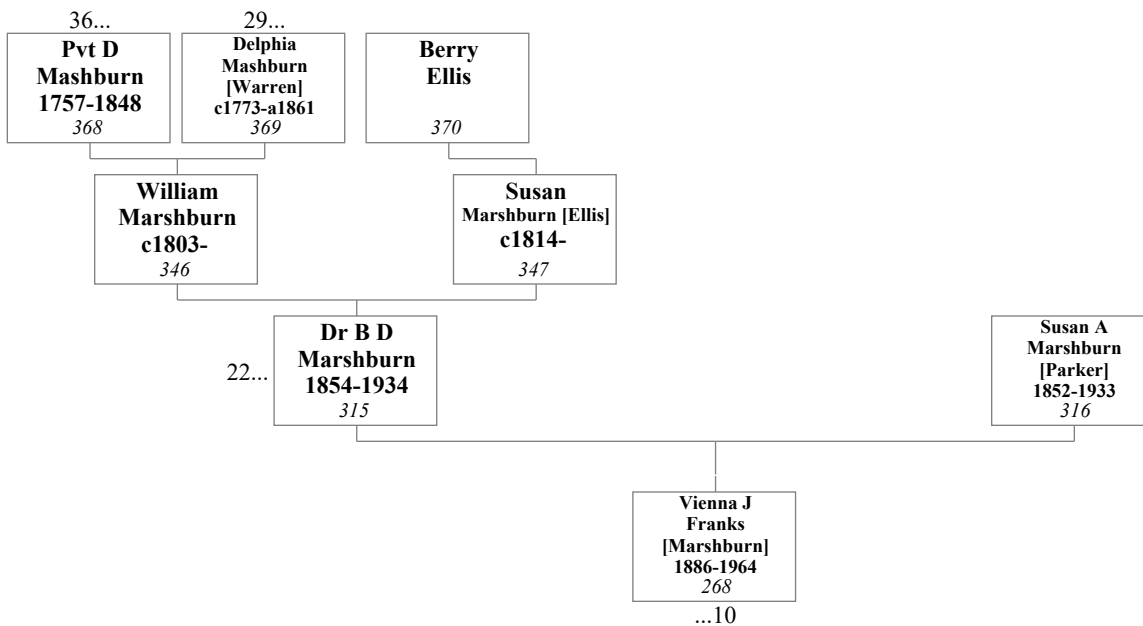 36...
29...
Pvt D
Mashburn
1757-1848
368
Delphia
Mashburn
[Warren]
c1773-a1861
369
Berry
Ellis
370
William
Marshburn
c1803-
346
Susan
Marshburn [Ellis]
c1814-
347
22...
Dr B D
Marshburn
1854-1934
315
Susan A
Marshburn
[Parker]
1852-1933
316
Vienna J
Franks
[Marshburn]
1886-1964
268
...10